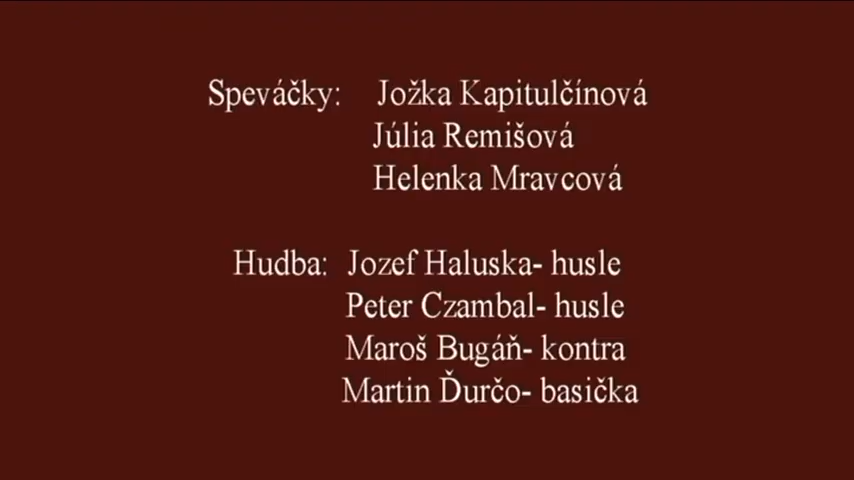 Speváčky: Jožka Kapitulčínová
Júlia Remišová
Helenka Mravcová
Hudba: Jozef Haluska- husle
Peter Czambal- husle
Maroš Bugáň- kontra
Martin Ďurčo- basička